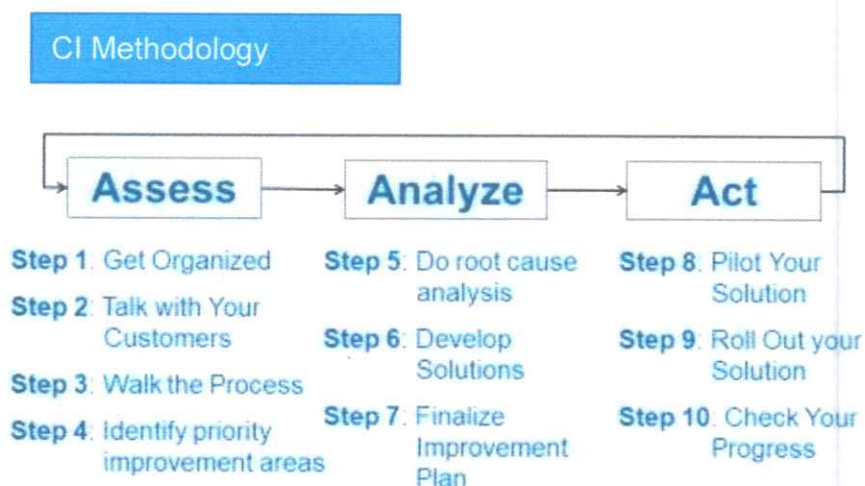 CI Methodology
Assess
Analyze
Act
Step 1: Get Organized
Step 2: Talk with Your
Customers
Step 3: Walk the Process
Step 4: Identify priority
improvement areas
Step 5: Do root cause
analysis
Step 6: Develop
Solutions
Step 7: Finalize
Improvement
Plan
Step 8: Pilot Your
Solution
Step 9: Roll Out your
Solution
Step 10: Check Your
Progress